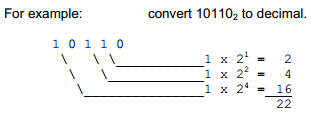 For example: convert 10110₂ to decimal.
1 0 1 1 0
1 x 2¹ = 2
1 x 2² = 4
1 x 2⁴ = 16
22